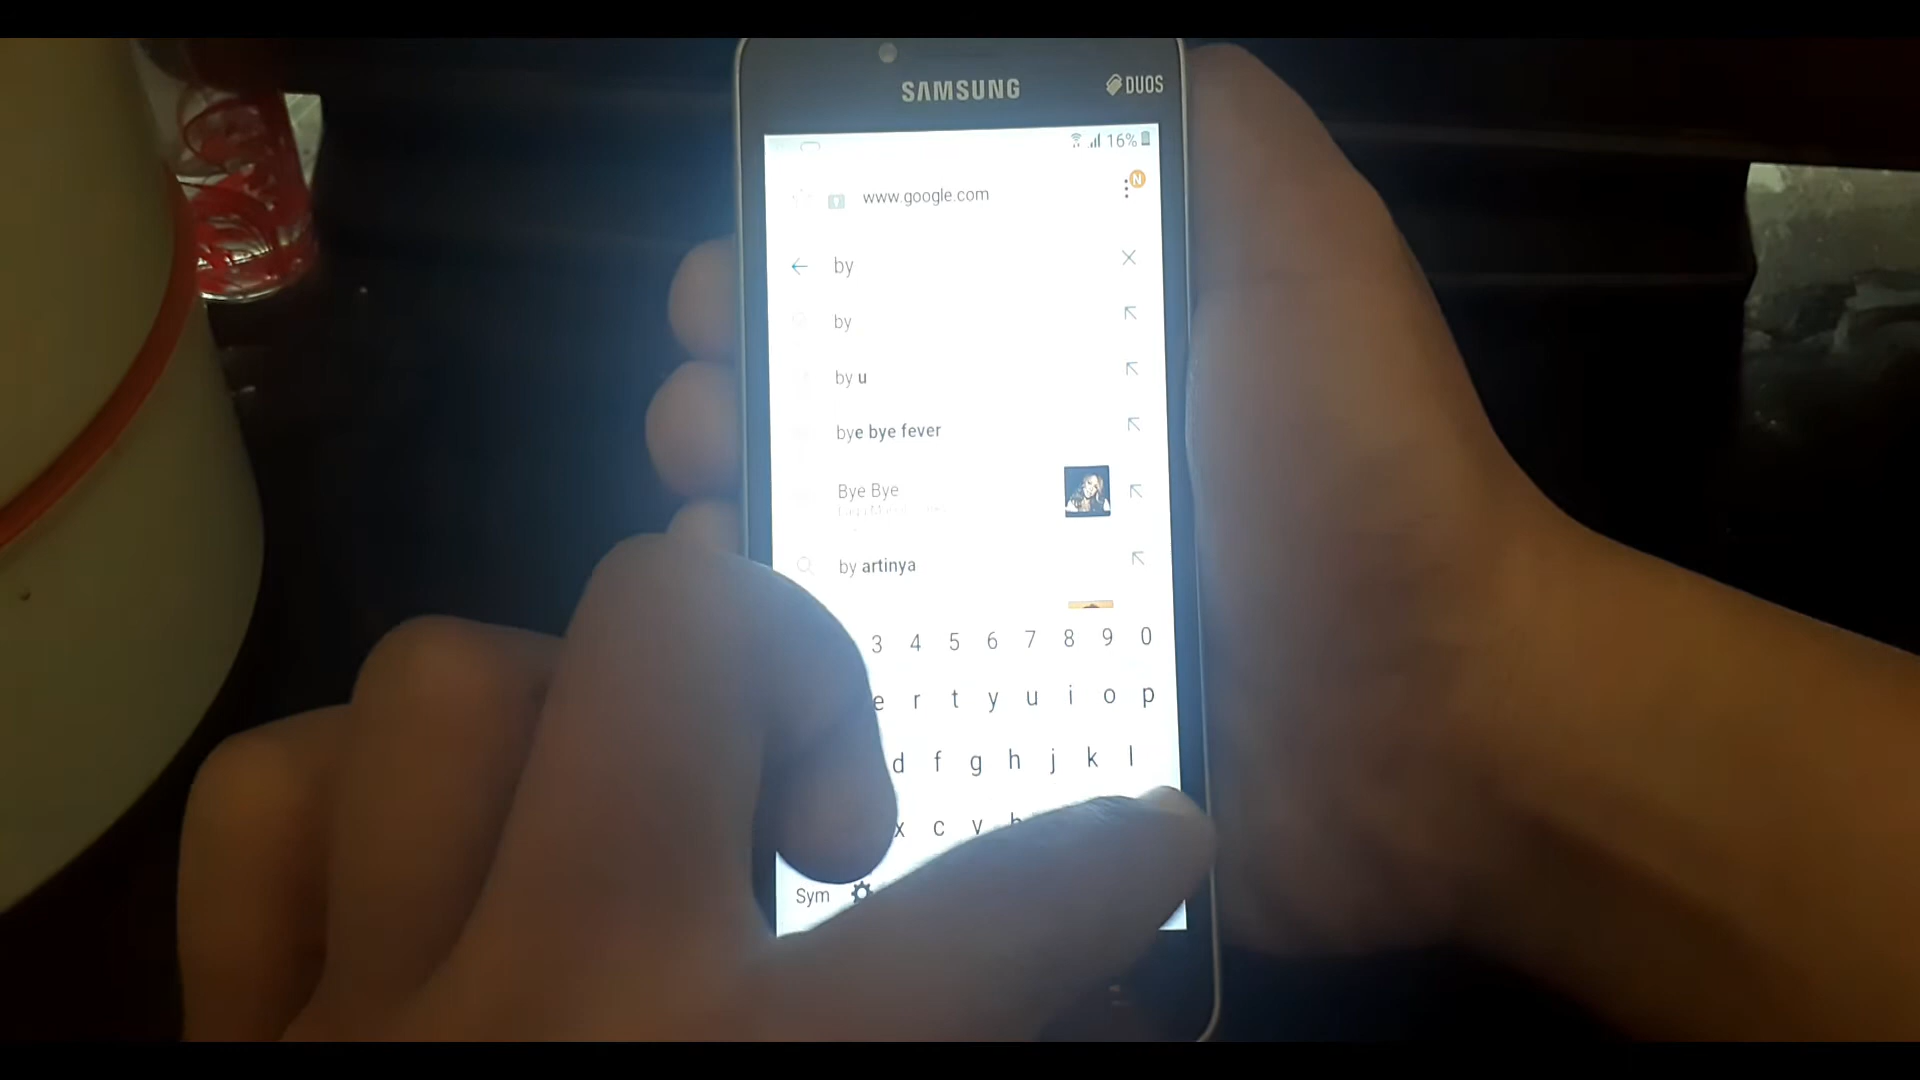 SAMSUNG
DUOS
16%
www.google.com
N
by
by
by u
bye bye fever
Bye Bye
by artinya
3 4 5 6 7 8 9 0
e r t y u i o p
d f g h j k l
x c v
Sym